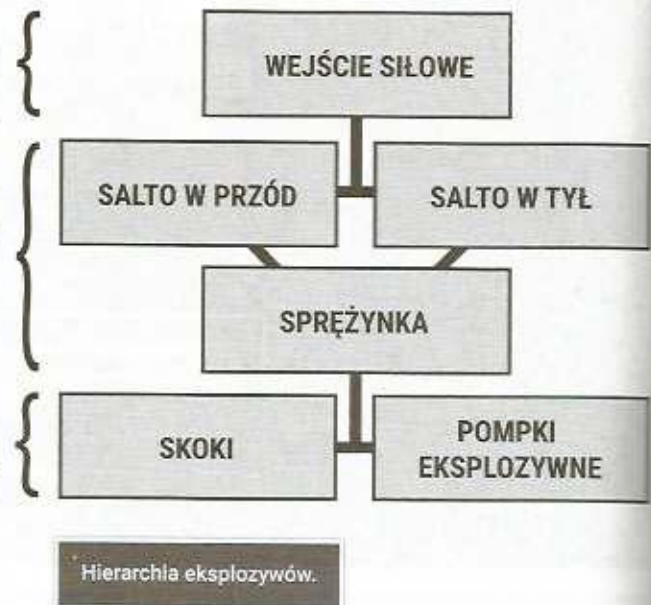 WEJŚCIE SIŁOWE
SALTO W PRZÓD
SALTO W TYŁ
SPRĘŻYNKA
SKOKI
POMPKI
EKSPLOZYWNE
Hierarchia eksplozywów.